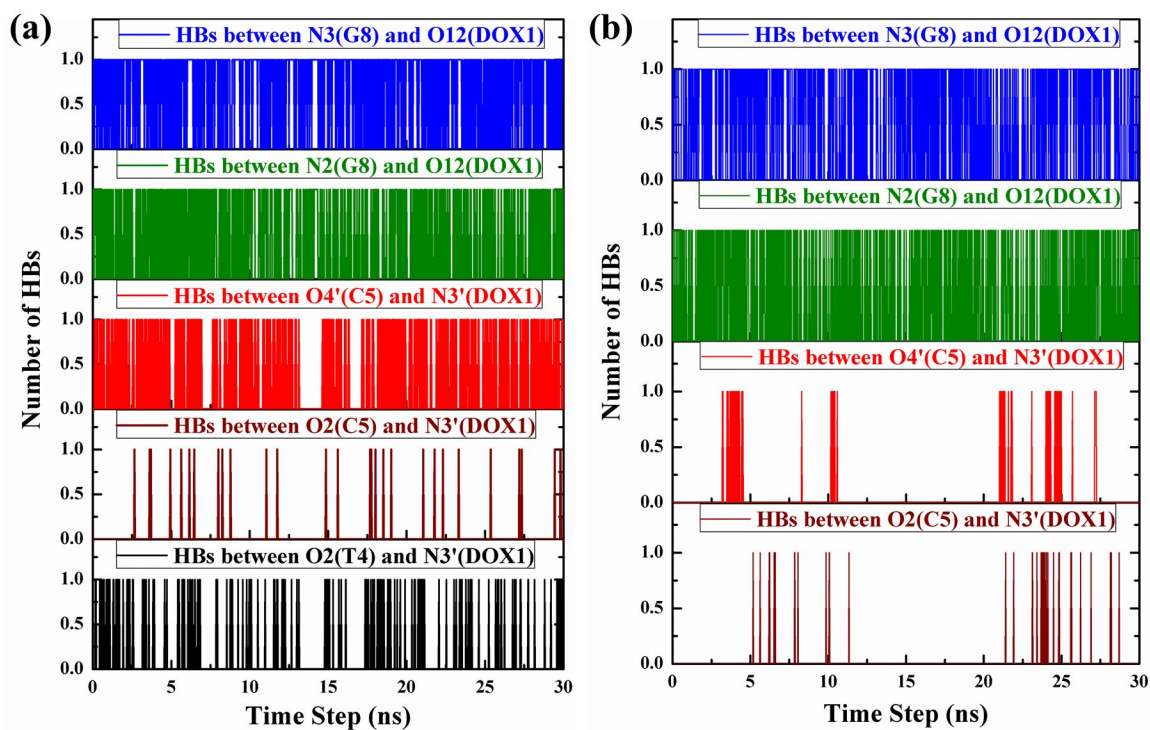 (a)
Number of HBs
HBs between N3(G8) and O12(DOX1)
1.0
0.5
0.0
HBs between N2(G8) and O12(DOX1)
1.0
0.5
0.0
HBs between O4'(C5) and N3'(DOX1)
1.0
0.5
0.0
HBs between O2(C5) and N3'(DOX1)
1.0
0.5
0.0
HBs between O2(T4) and N3'(DOX1)
1.0
0.5
0.0
0 5 10 15 20 25 30
Time Step (ns)
(b)
Number of HBs
HBs between N3(G8) and O12(DOX1)
1.0
0.5
0.0
HBs between N2(G8) and O12(DOX1)
1.0
0.5
0.0
HBs between O4'(C5) and N3'(DOX1)
1.0
0.5
0.0
HBs between O2(C5) and N3'(DOX1)
1.0
0.5
0.0
0 5 10 15 20 25 30
Time Step (ns)